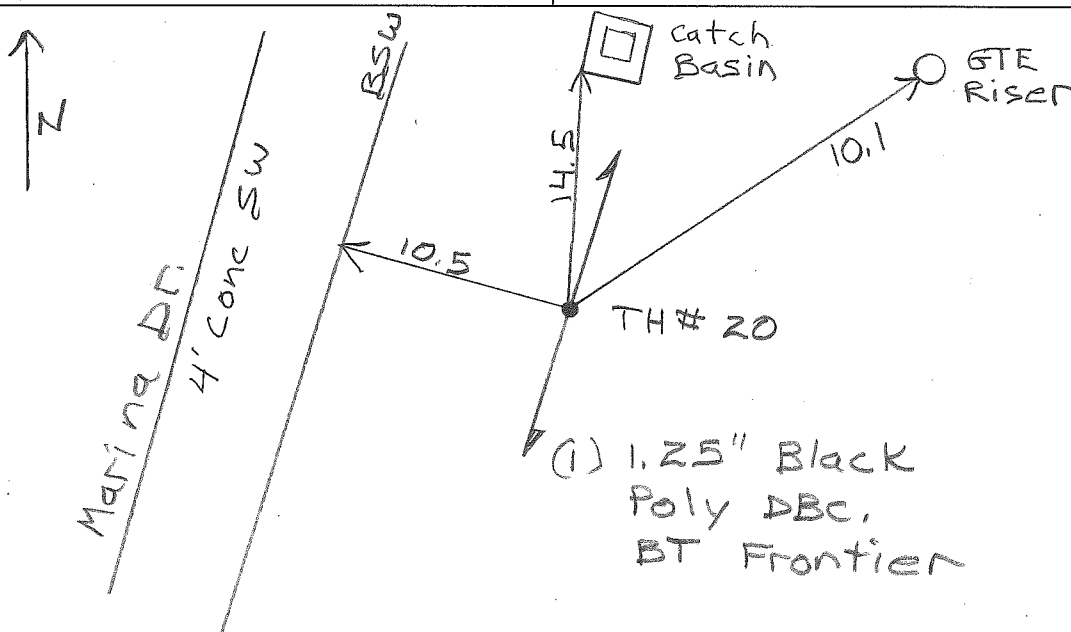 N
BSW
Catch
Basin
GTE
Riser
14.5
10.1
10.5
4' Conc SW
Marina Dr
TH# 20
(1) 1.25" Black
Poly DBC.
BT Frontier